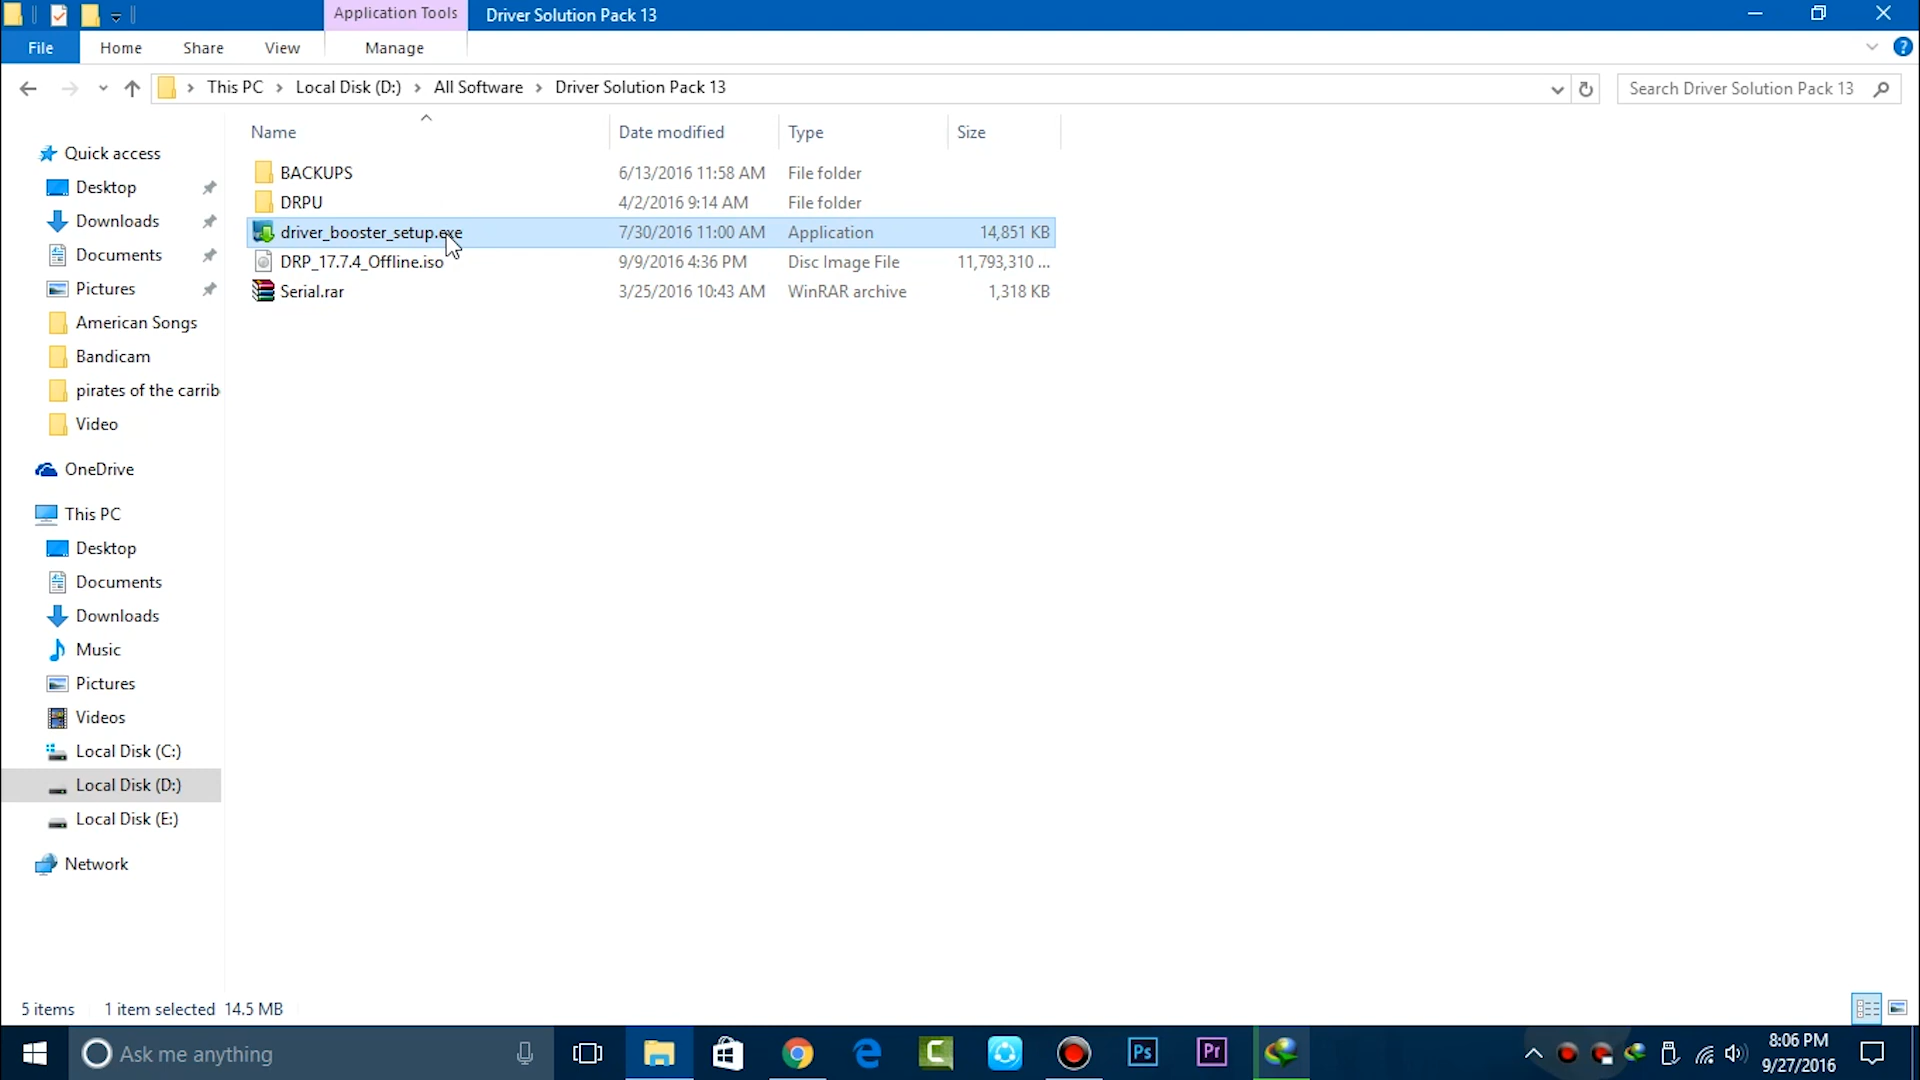 Application Tools
Driver Solution Pack 13
File
Home
Share
View
Manage
This PC
Local Disk (D:)
All Software
Driver Solution Pack 13
Search Driver Solution Pack 13
Name
Date modified
Type
Size
BACKUPS
6/13/2016 11:58 AM
File folder
DRPU
4/2/2016 9:14 AM
File folder
driver_booster_setup.exe
7/30/2016 11:00 AM
Application
14,851 KB
DRP_17.7.4_Offline.iso
9/9/2016 4:36 PM
Disc Image File
11,793,310 ...
Serial.rar
3/25/2016 10:43 AM
WinRAR archive
1,318 KB
Quick access
Desktop
Downloads
Documents
Pictures
American Songs
Bandicam
pirates of the carrib
Video
OneDrive
This PC
Desktop
Documents
Downloads
Music
Pictures
Videos
Local Disk (C:)
Local Disk (D:)
Local Disk (E:)
Network
5 items
1 item selected 14.5 MB
Ask me anything
Ps
Pr
8:06 PM
9/27/2016